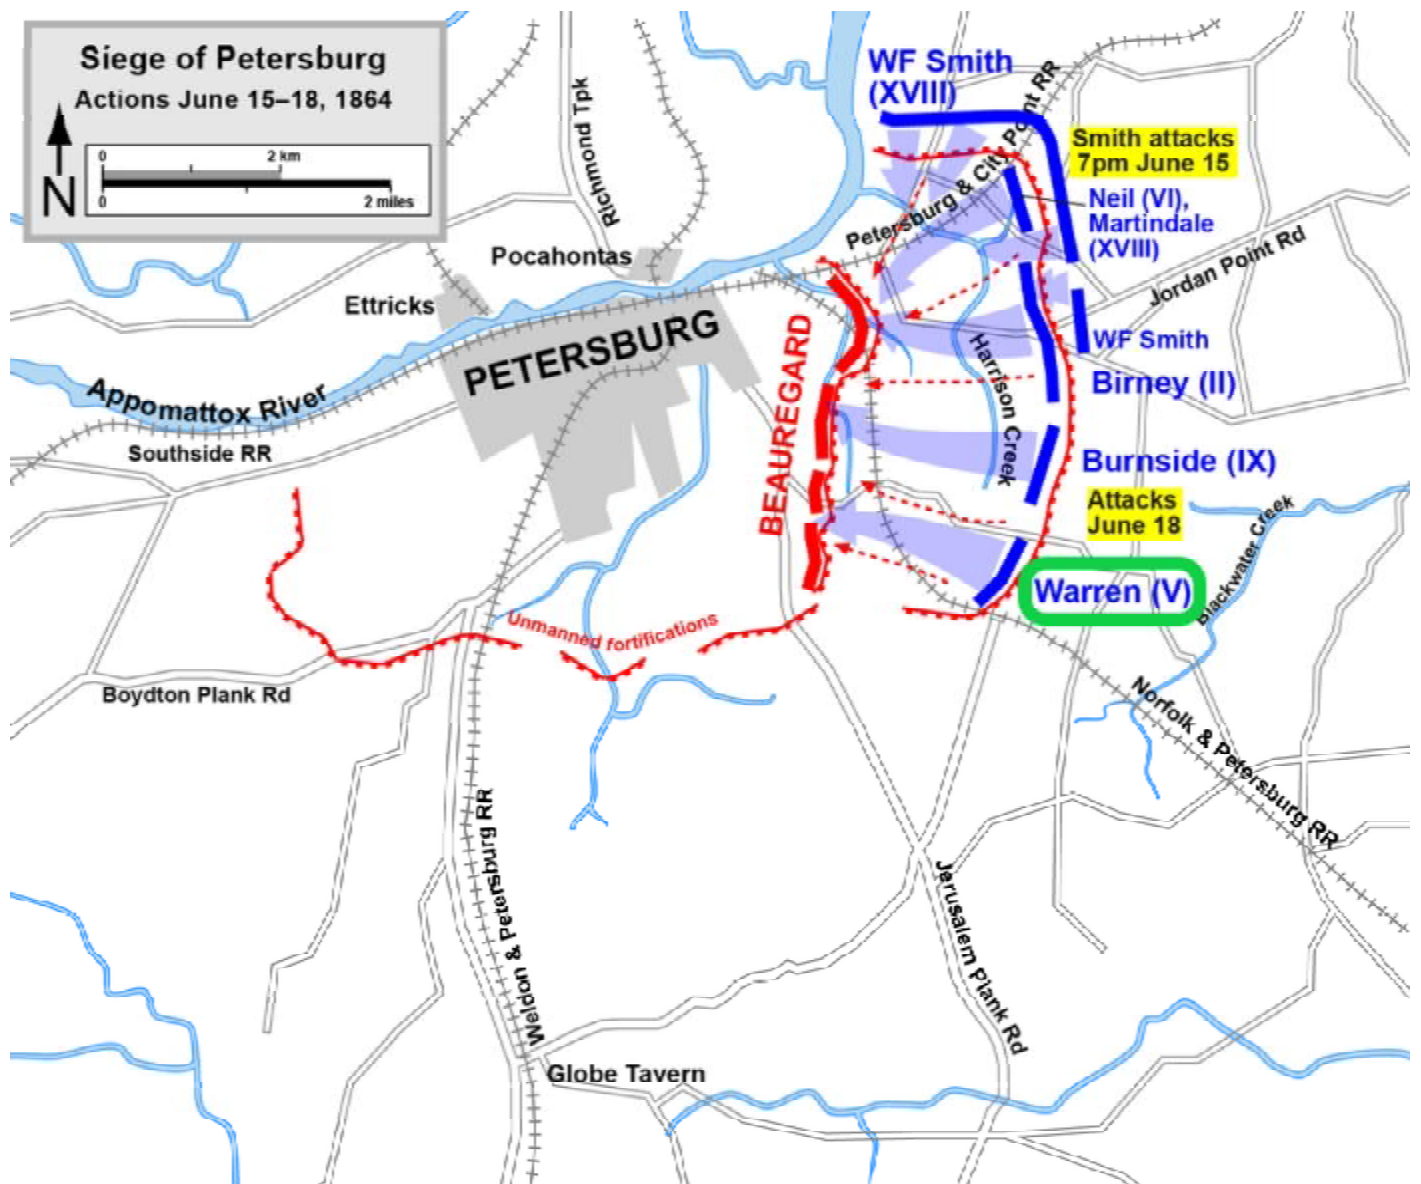 Siege of Petersburg
Actions June 15–18, 1864
N
0
2 km
0
2 miles
Richmond Tpk
WF Smith
(XVIII)
Petersburg & City Point RR
Smith attacks
7pm June 15
Neil (VI),
Martindale
(XVIII)
Jordan Point Rd
Pocahontas
Ettricks
PETERSBURG
Appomattox River
Southside RR
BEAUREGARD
Harrison Creek
WF Smith
Birney (II)
Burnside (IX)
Attacks
June 18
Blackwater Creek
Warren (V)
Unmanned fortifications
Boydton Plank Rd
Norfolk & Petersburg RR
Weldon & Petersburg RR
Jerusalem Plank Rd
Globe Tavern